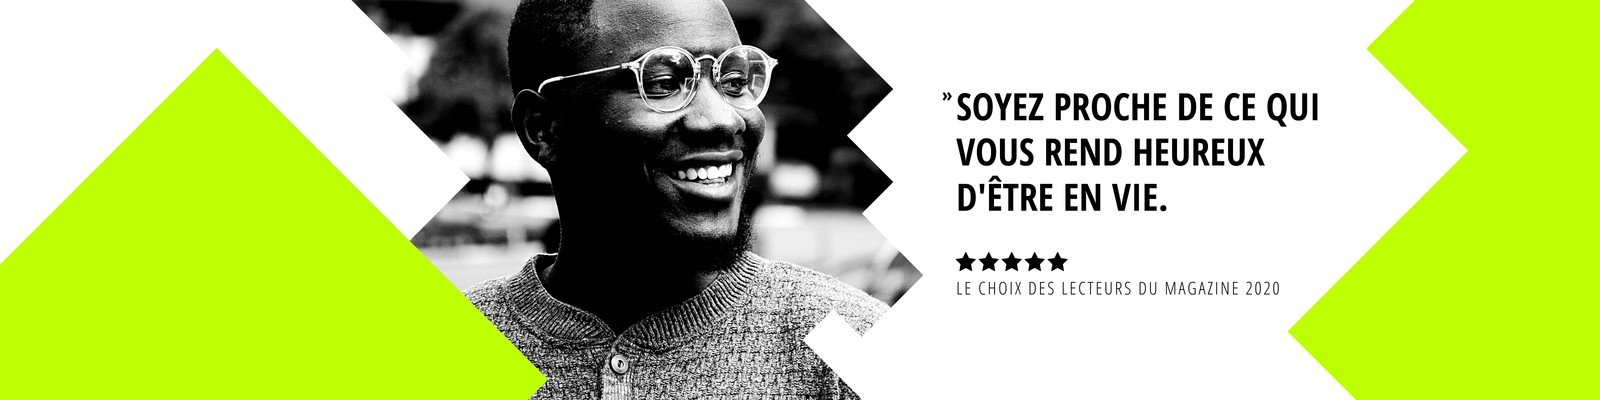 »SOYEZ PROCHE DE CE QUI
VOUS REND HEUREUX
D'ÊTRE EN VIE.
★★★★★
LE CHOIX DES LECTEURS DU MAGAZINE 2020